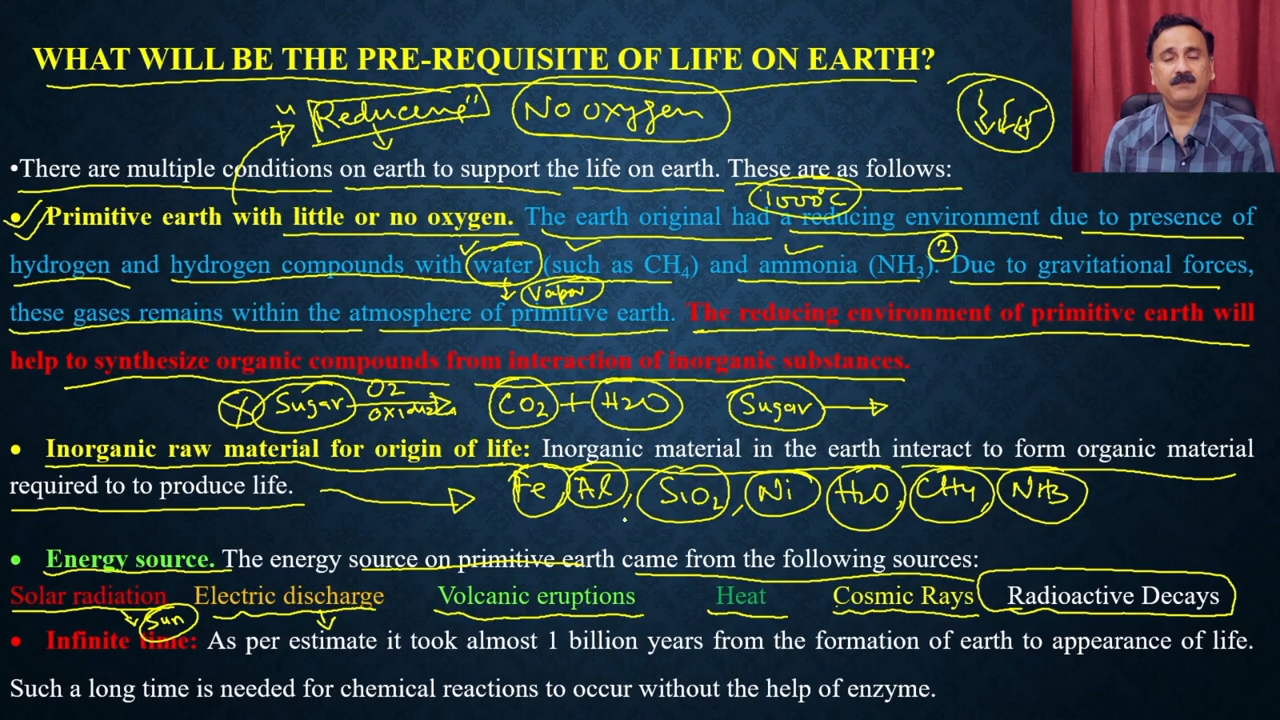 WHAT WILL BE THE PRE-REQUISITE OF LIFE ON EARTH?
"Reducene" No oxygen
•There are multiple conditions on earth to support the life on earth. These are as follows:
1000°C
• Primitive earth with little or no oxygen. The earth original had a reducing environment due to presence of
hydrogen and hydrogen compounds with water (such as CH₄) and ammonia (NH₃). Due to gravitational forces,
2
Vapor
these gases remains within the atmosphere of primitive earth. The reducing environment of primitive earth will
help to synthesize organic compounds from interaction of inorganic substances.
Sugar O2 CO2 + H2O Sugar
• Inorganic raw material for origin of life: Inorganic material in the earth interact to form organic material
required to to produce life.
Fe, Al, SiO2, Ni H2O, CH4, NH3
• Energy source. The energy source on primitive earth came from the following sources:
Solar radiation Electric discharge Volcanic eruptions Heat Cosmic Rays Radioactive Decays
Sun
• Infinite time: As per estimate it took almost 1 billion years from the formation of earth to appearance of life.
Such a long time is needed for chemical reactions to occur without the help of enzyme.